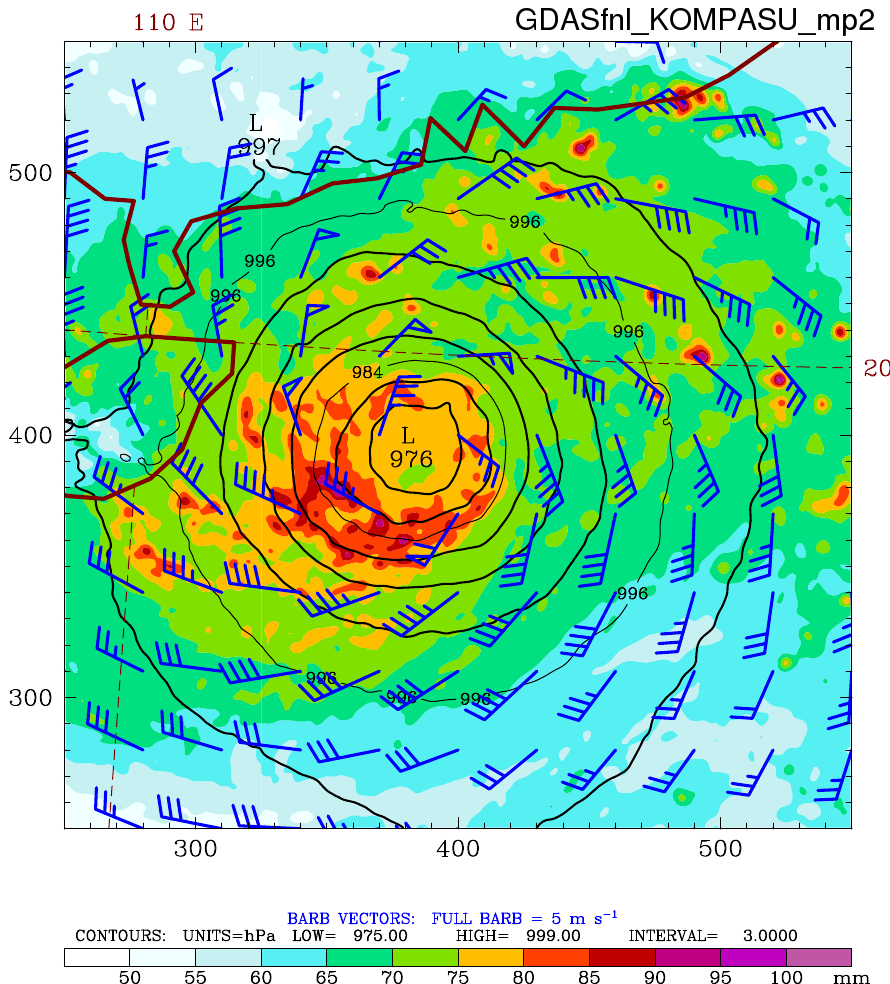 110 E
GDASfnl_KOMPASU_mp2
L
997
500
996
996
996
996
984
20
400
L
976
996
996
996
996
300
300 400 500
BARB VECTORS: FULL BARB = 5 m s⁻¹
CONTOURS: UNITS=hPa LOW= 975.00 HIGH= 999.00 INTERVAL= 3.0000
50 55 60 65 70 75 80 85 90 95 100 mm